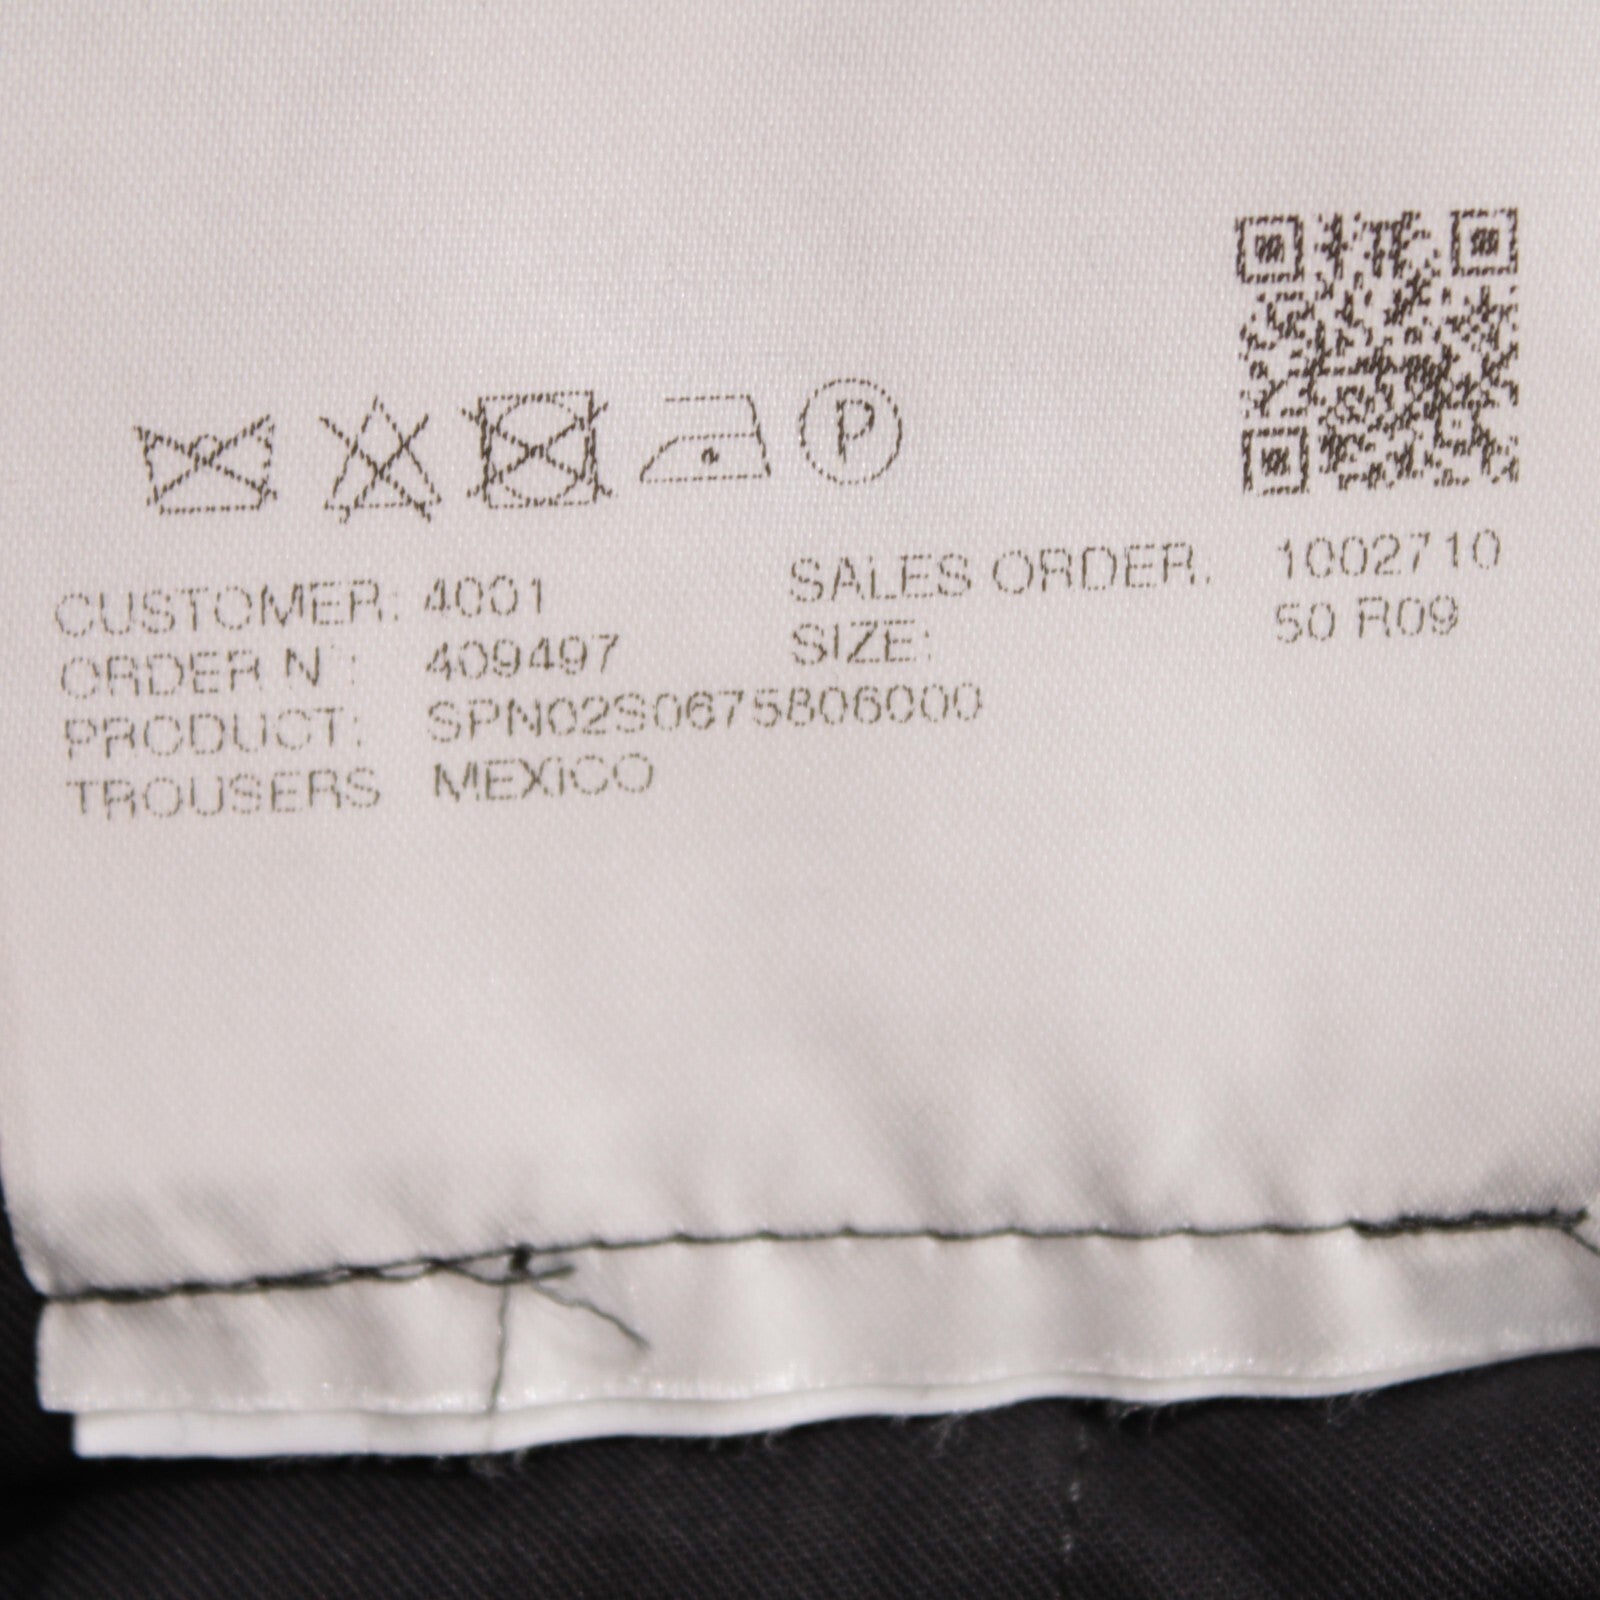 P
CUSTOMER: 4001 SALES ORDER: 1002710
ORDER N°: 409497 SIZE: 50 R09
PRODUCT: SPN02S0675806000
TROUSERS MEXICO